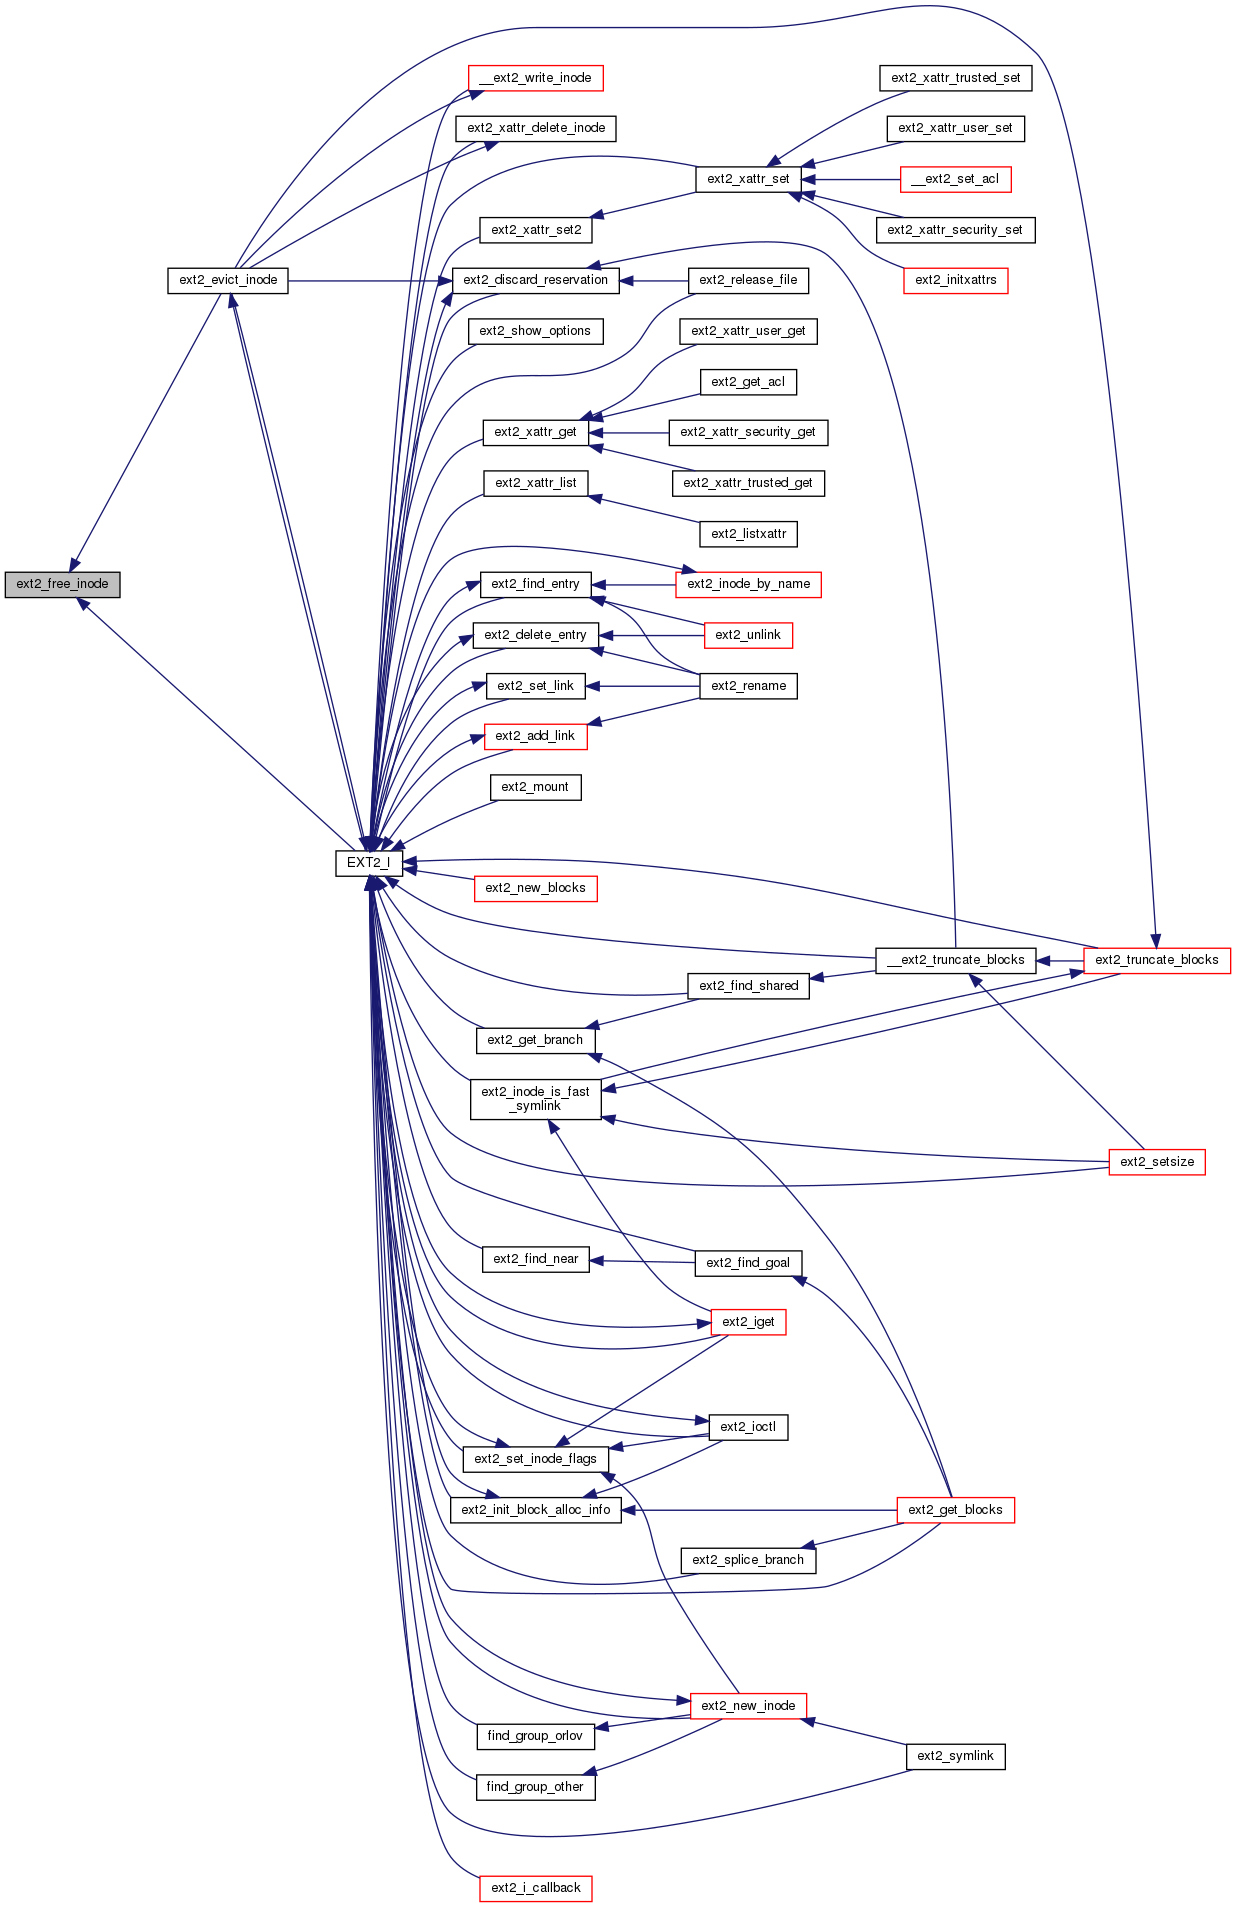 __ext2_write_inode
ext2_xattr_trusted_set
ext2_xattr_delete_inode
ext2_xattr_user_set
ext2_xattr_set
__ext2_set_acl
ext2_xattr_set2
ext2_xattr_security_set
ext2_evict_inode
ext2_discard_reservation
ext2_release_file
ext2_initxattrs
ext2_show_options
ext2_xattr_user_get
ext2_get_acl
ext2_xattr_get
ext2_xattr_security_get
ext2_xattr_list
ext2_xattr_trusted_get
ext2_listxattr
ext2_free_inode
ext2_find_entry
ext2_inode_by_name
ext2_delete_entry
ext2_unlink
ext2_set_link
ext2_rename
ext2_add_link
ext2_mount
EXT2_I
ext2_new_blocks
__ext2_truncate_blocks
ext2_truncate_blocks
ext2_find_shared
ext2_get_branch
ext2_inode_is_fast
_symlink
ext2_setsize
ext2_find_near
ext2_find_goal
ext2_iget
ext2_ioctl
ext2_set_inode_flags
ext2_init_block_alloc_info
ext2_get_blocks
ext2_splice_branch
ext2_new_inode
find_group_orlov
ext2_symlink
find_group_other
ext2_i_callback